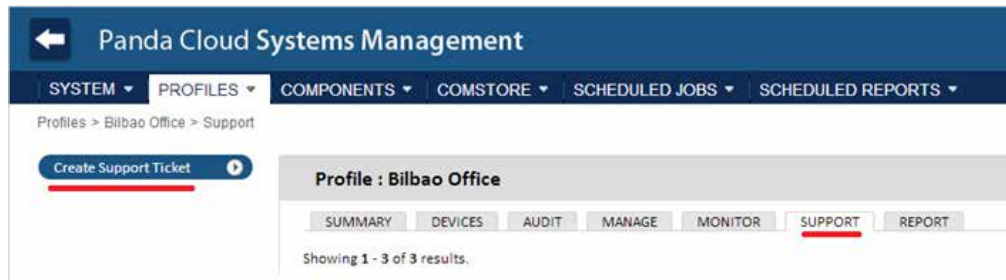 Panda Cloud Systems Management
SYSTEM PROFILES COMPONENTS COMSTORE SCHEDULED JOBS SCHEDULED REPORTS
Profiles > Bilbao Office > Support
Create Support Ticket
Profile : Bilbao Office
SUMMARY DEVICES AUDIT MANAGE MONITOR SUPPORT REPORT
Showing 1 - 3 of 3 results.